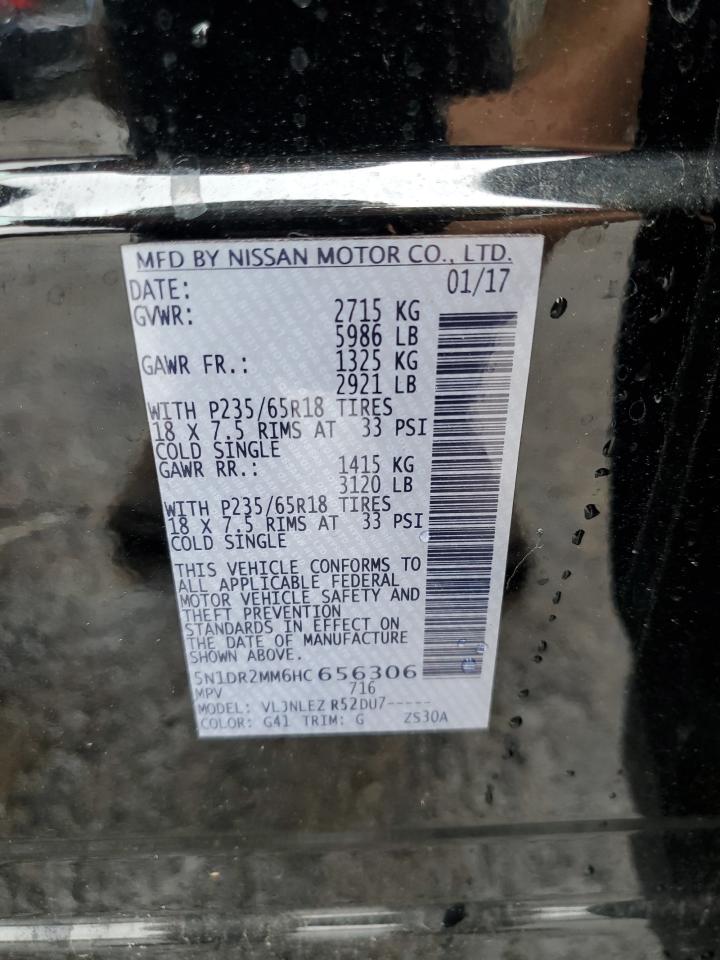 MFD BY NISSAN MOTOR CO., LTD.
DATE: 01/17
GVWR: 2715 KG
5986 LB
GAWR FR.: 1325 KG
2921 LB
WITH P235/65R18 TIRES
18 X 7.5 RIMS AT 33 PSI
COLD SINGLE
GAWR RR.: 1415 KG
3120 LB
WITH P235/65R18 TIRES
18 X 7.5 RIMS AT 33 PSI
COLD SINGLE
THIS VEHICLE CONFORMS TO
ALL APPLICABLE FEDERAL
MOTOR VEHICLE SAFETY AND
THEFT PREVENTION
STANDARDS IN EFFECT ON
THE DATE OF MANUFACTURE
SHOWN ABOVE.
5N1DR2MM6HC656306
MPV 716
MODEL: VLJNLEZ R52DU7-----
COLOR: G41 TRIM: G ZS30A